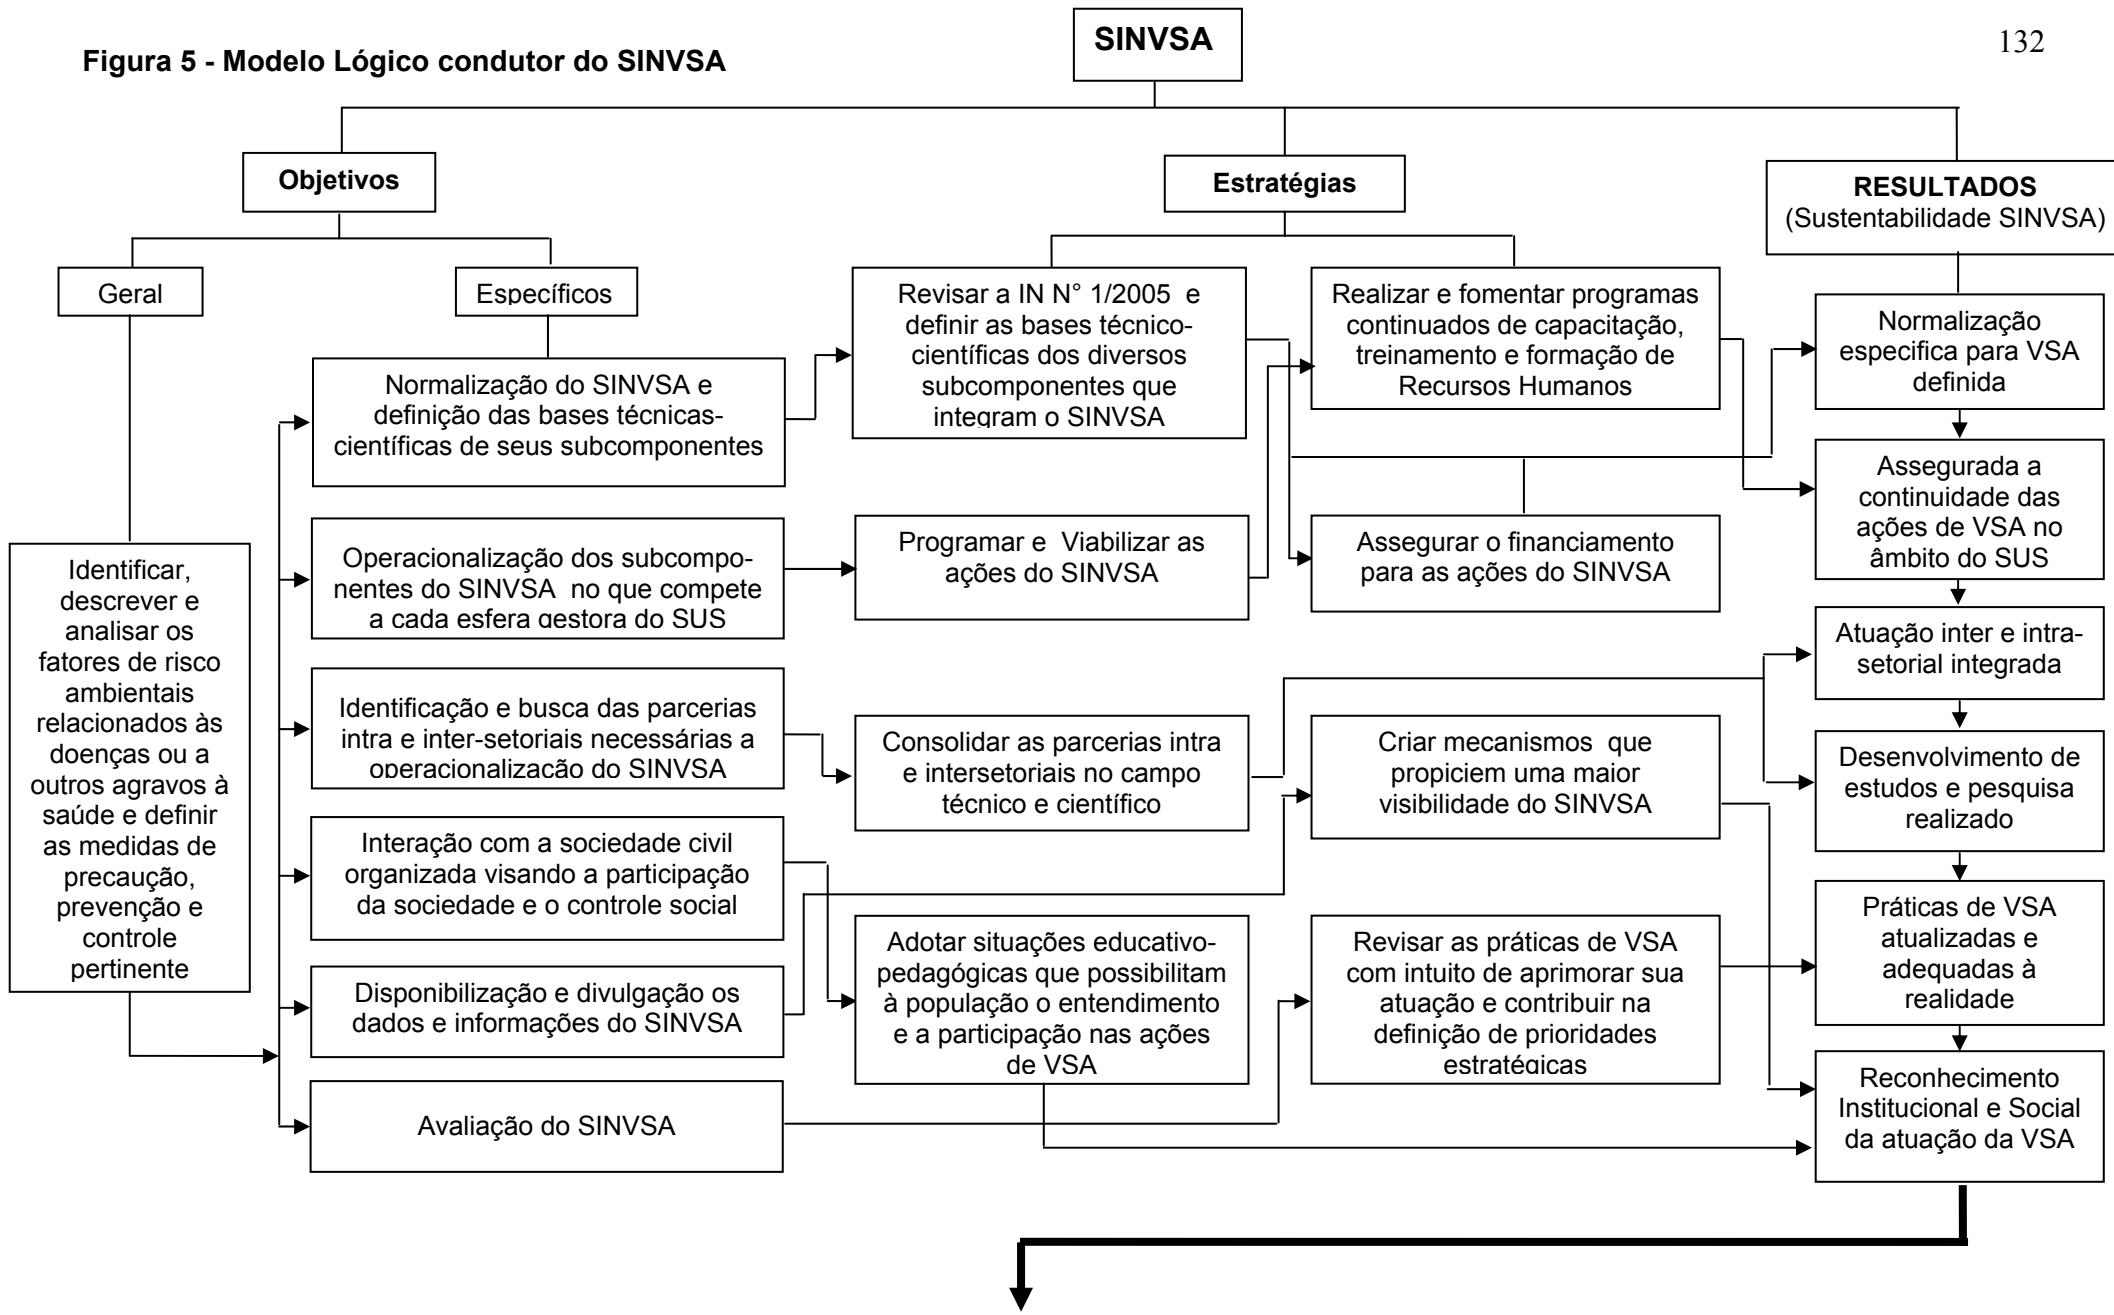 132
Figura 5 - Modelo Lógico condutor do SINVSA
SINVSA
Objetivos
Geral
Identificar,
descrever e
analisar os
fatores de risco
ambientais
relacionados às
doenças ou a
outros agravos à
saúde e definir
as medidas de
precaução,
prevenção e
controle
pertinente
Específicos
Normalização do SINVSA e
definição das bases técnicas-
científicas de seus subcomponentes
Operacionalização dos subcompo-
nentes do SINVSA no que compete
a cada esfera gestora do SUS
Identificação e busca das parcerias
intra e inter-setoriais necessárias a
operacionalização do SINVSA
Interação com a sociedade civil
organizada visando a participação
da sociedade e o controle social
Disponibilização e divulgação os
dados e informações do SINVSA
Avaliação do SINVSA
Estratégias
Revisar a IN N° 1/2005 e
definir as bases técnico-
científicas dos diversos
subcomponentes que
integram o SINVSA
Programar e Viabilizar as
ações do SINVSA
Consolidar as parcerias intra
e intersetoriais no campo
técnico e científico
Adotar situações educativo-
pedagógicas que possibilitam
à população o entendimento
e a participação nas ações
de VSA
Realizar e fomentar programas
continuados de capacitação,
treinamento e formação de
Recursos Humanos
Assegurar o financiamento
para as ações do SINVSA
Criar mecanismos que
propiciem uma maior
visibilidade do SINVSA
Revisar as práticas de VSA
com intuito de aprimorar sua
atuação e contribuir na
definição de prioridades
estratégicas
RESULTADOS
(Sustentabilidade SINVSA)
Normalização
especifica para VSA
definida
Assegurada a
continuidade das
ações de VSA no
âmbito do SUS
Atuação inter e intra-
setorial integrada
Desenvolvimento de
estudos e pesquisa
realizado
Práticas de VSA
atualizadas e
adequadas à
realidade
Reconhecimento
Institucional e Social
da atuação da VSA